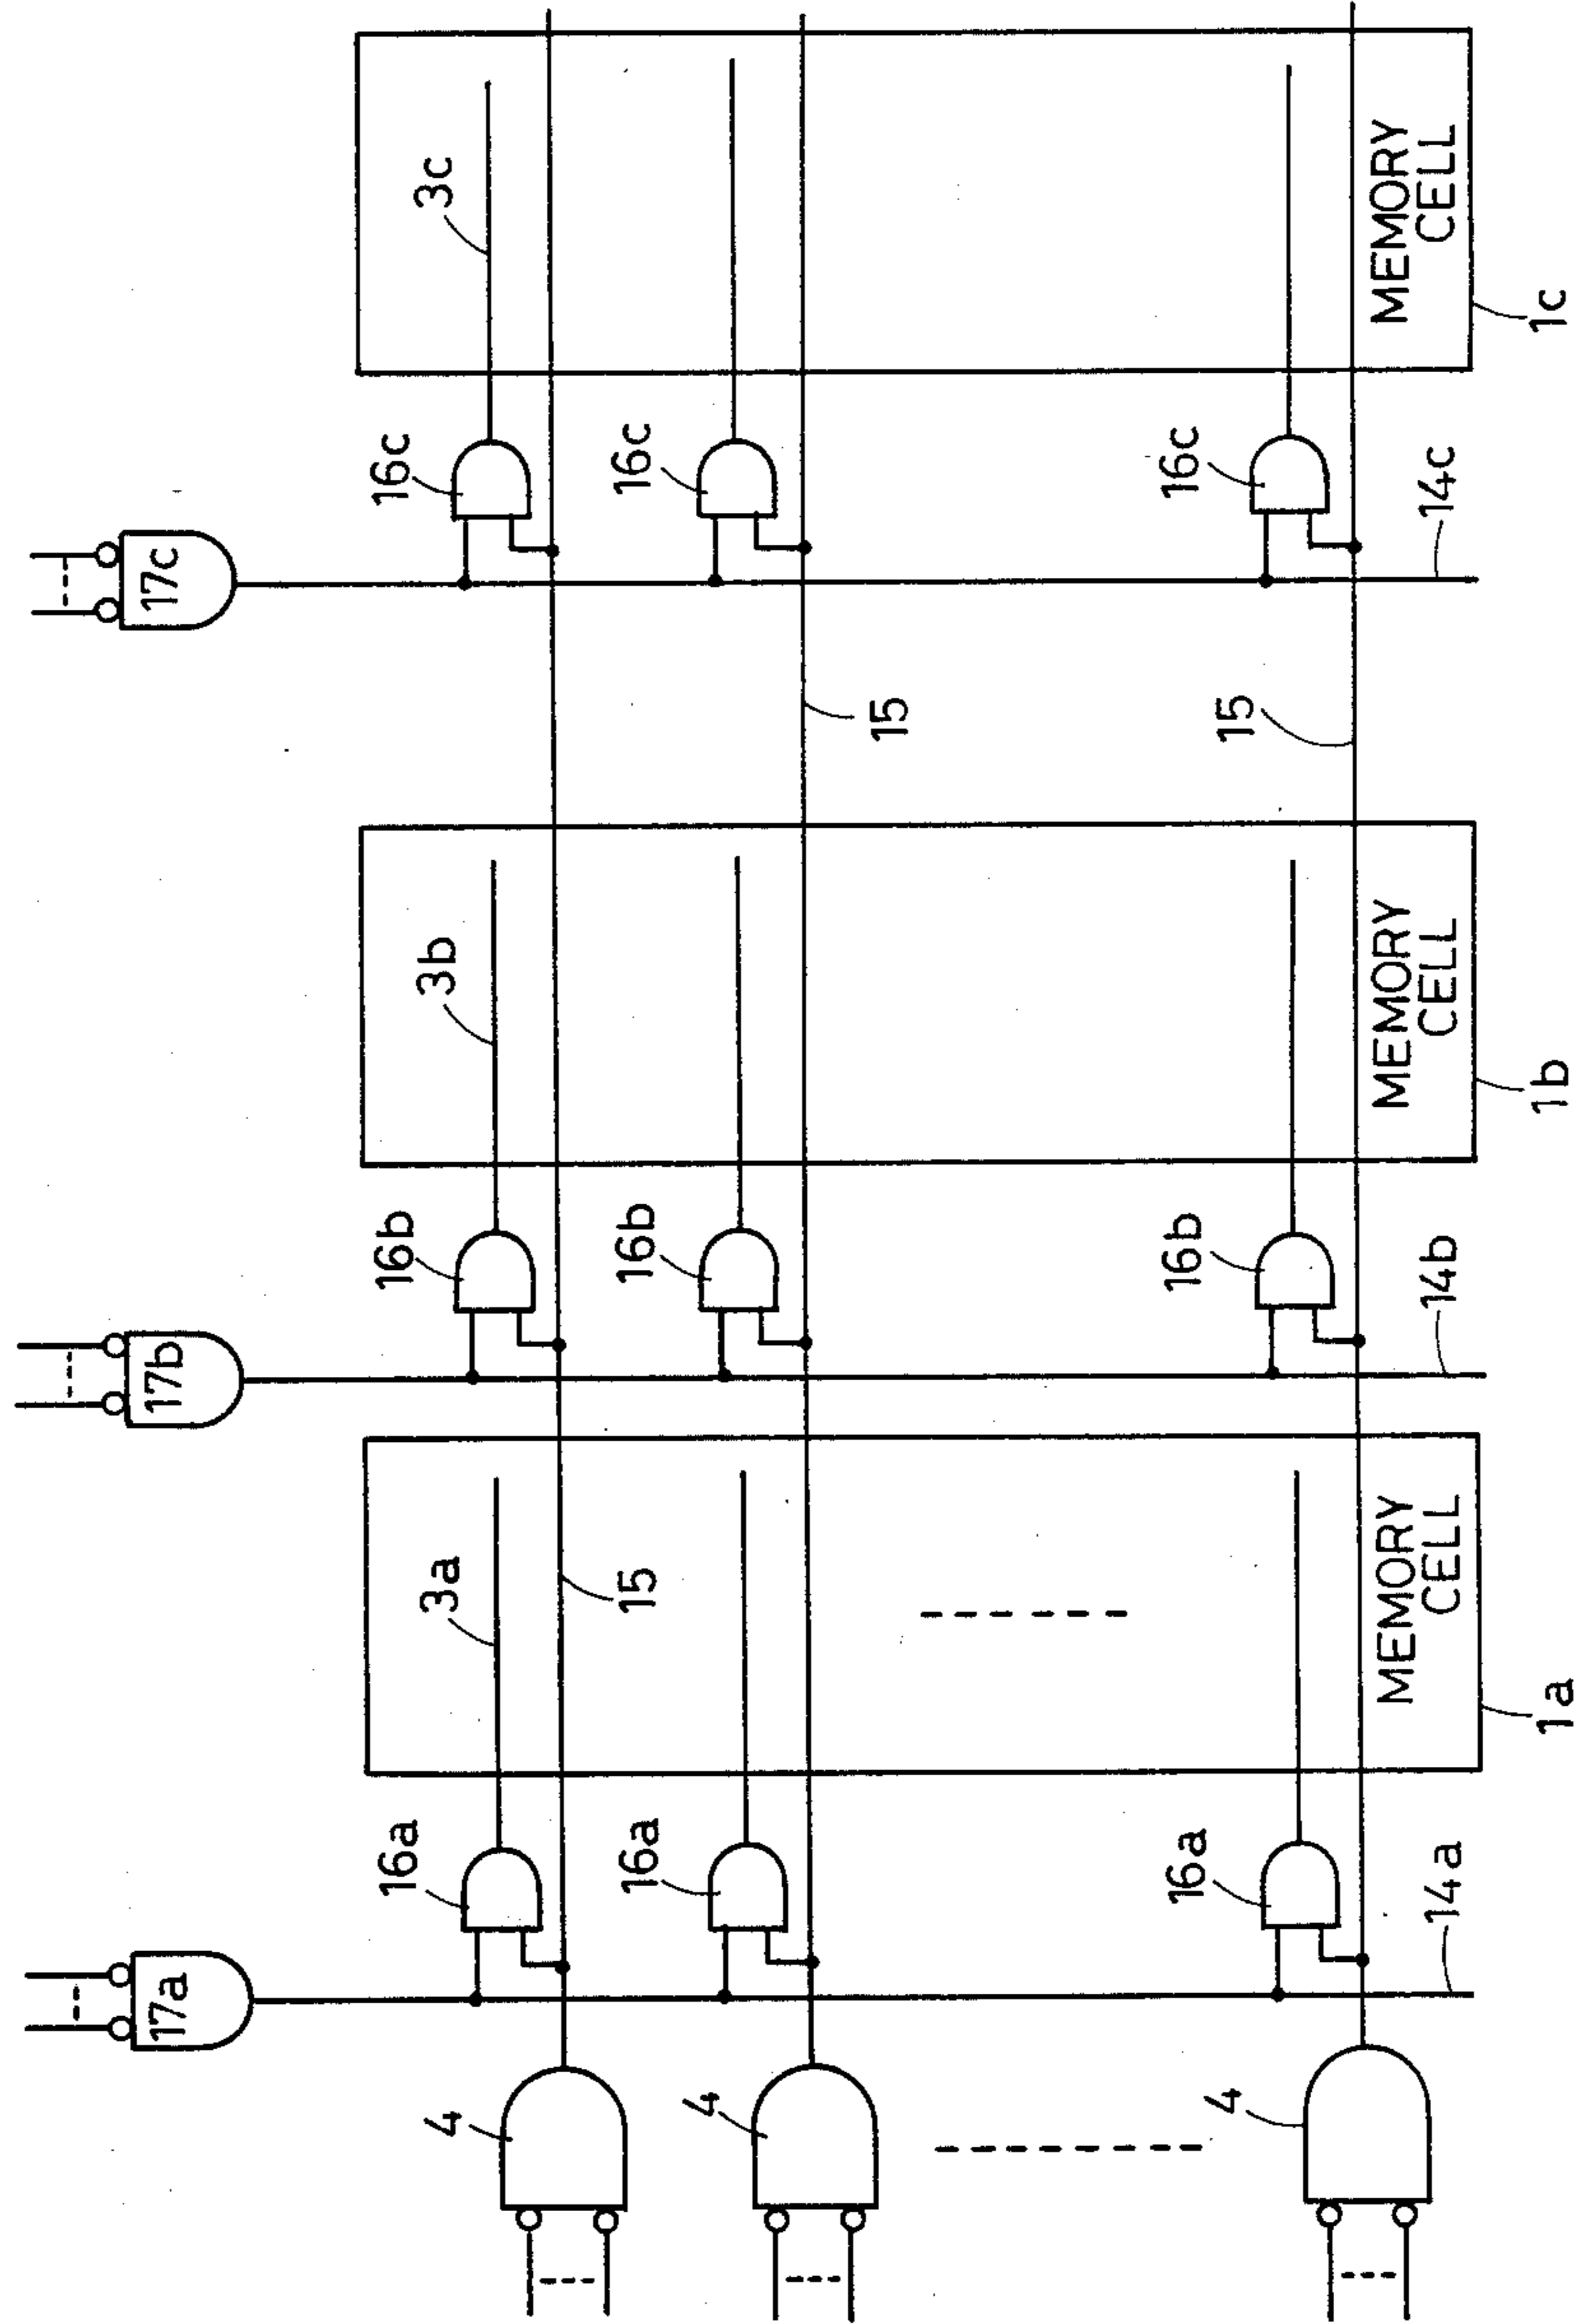 17a
17b
17c
16a
3a
16b
3b
16c
3c
4
15
16a
16b
16c
4
15
15
16a
16b
16c
4
MEMORY
CELL
MEMORY
CELL
MEMORY
CELL
14a
1a
14b
1b
14c
1c